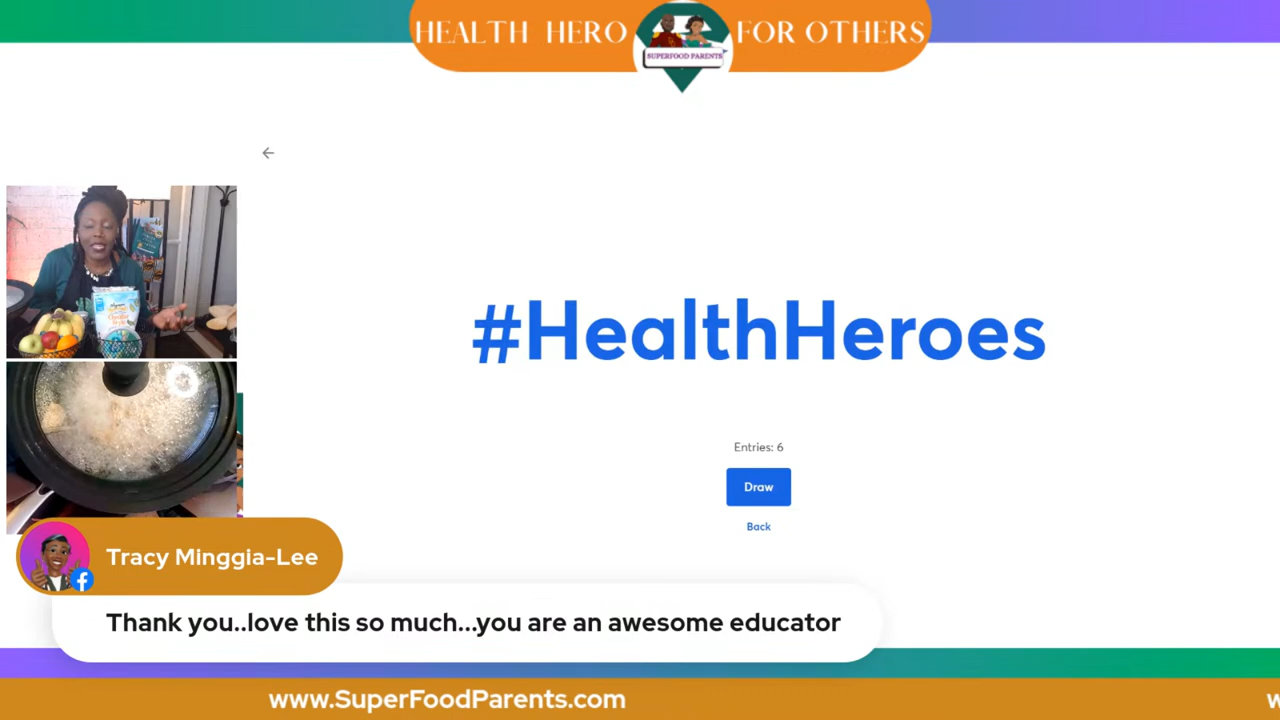 HEALTH HERO
SUPERFOOD PARENTS
FOR OTHERS
#HealthHeroes
Entries: 6
Draw
Back
Tracy Minggia-Lee
Thank you..love this so much...you are an awesome educator
www.SuperFoodParents.com
w